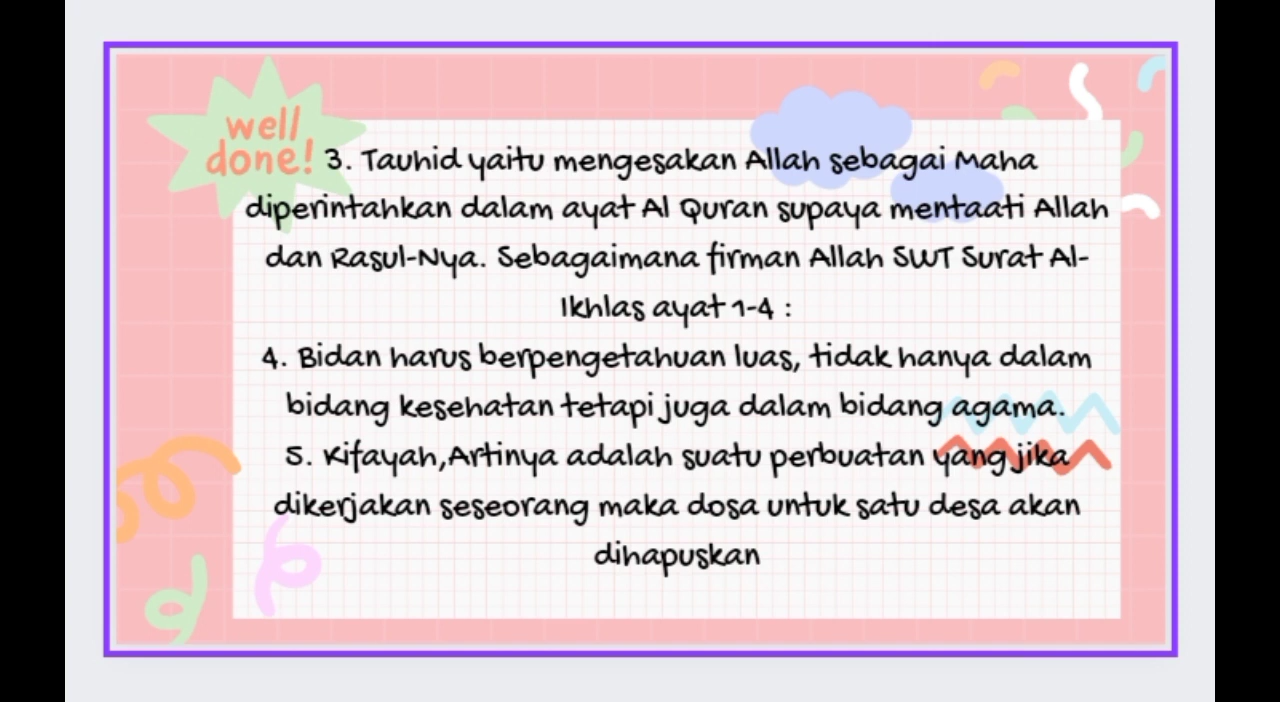 well
done!
3. Tauhid yaitu mengesakan Allah sebagai Maha
diperintahkan dalam ayat Al Quran supaya mentaati Allah
dan Rasul-Nya. Sebagaimana firman Allah SWT Surat Al-
Ikhlas ayat 1-4 :
4. Bidan harus berpengetahuan luas, tidak hanya dalam
bidang kesehatan tetapi juga dalam bidang agama.
5. Kifayah,Artinya adalah suatu perbuatan yang jika
dikerjakan seseorang maka dosa untuk satu desa akan
dihapuskan